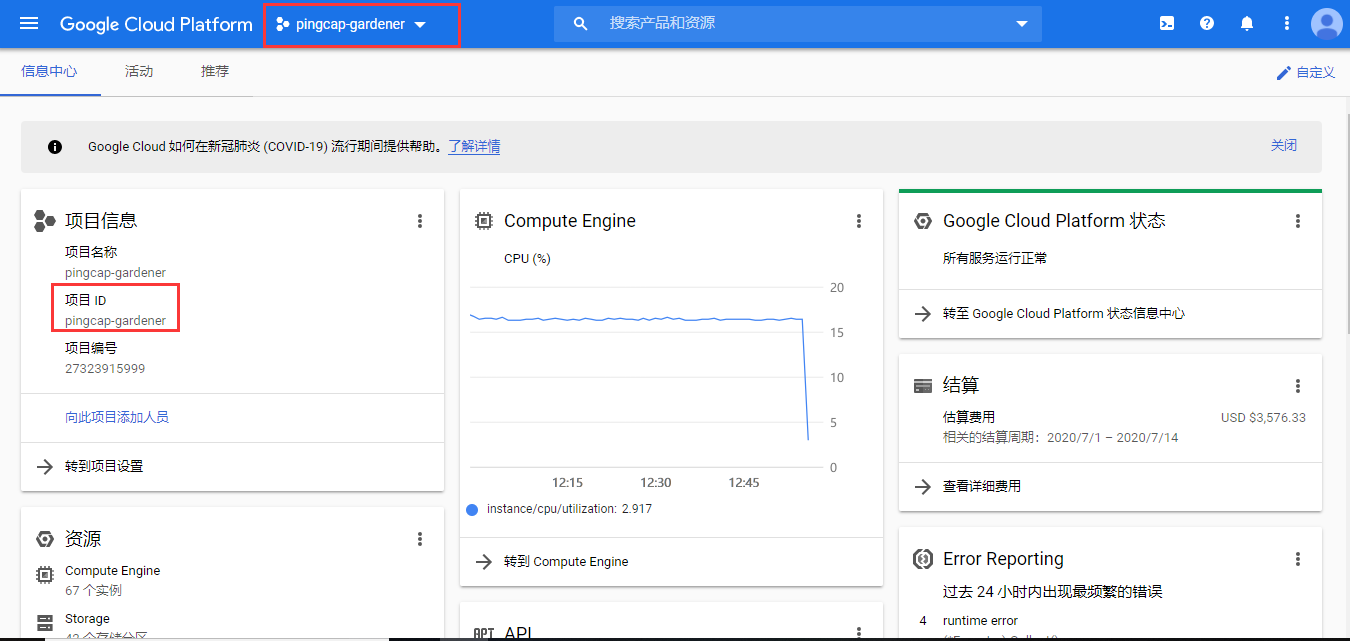 Google Cloud Platform
pingcap-gardener
搜索产品和资源
信息中心
活动
推荐
自定义
Google Cloud 如何在新冠肺炎 (COVID-19) 流行期间提供帮助。了解详情
关闭
项目信息
项目名称
pingcap-gardener
项目 ID
pingcap-gardener
项目编号
27323915999
向此项目添加人员
转到项目设置
资源
Compute Engine
67 个实例
Storage
Compute Engine
CPU (%)
20
15
10
5
0
12:15 12:30 12:45
instance/cpu/utilization: 2.917
转到 Compute Engine
API
Google Cloud Platform 状态
所有服务运行正常
转至 Google Cloud Platform 状态信息中心
结算
估算费用 USD $3,576.33
相关的结算周期：2020/7/1 – 2020/7/14
查看详细费用
Error Reporting
过去 24 小时内出现最频繁的错误
4 runtime error